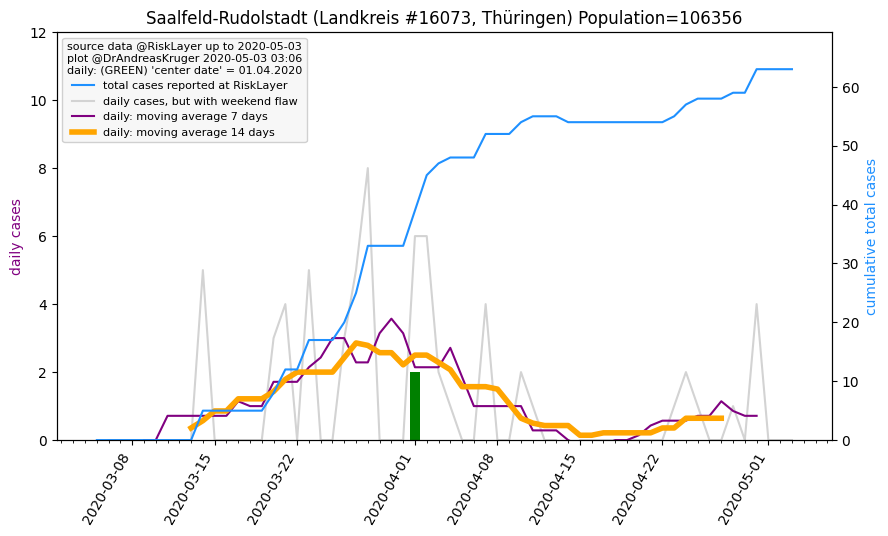 Saalfeld-Rudolstadt (Landkreis #16073, Thüringen) Population=106356
source data @RiskLayer up to 2020-05-03
plot @DrAndreasKruger 2020-05-03 03:06
daily: (GREEN) 'center date' = 01.04.2020
total cases reported at RiskLayer
daily cases, but with weekend flaw
daily: moving average 7 days
daily: moving average 14 days
12
10
8
6
4
2
0
daily cases
60
50
40
30
20
10
0
cumulative total cases
2020-03-08
2020-03-15
2020-03-22
2020-04-01
2020-04-08
2020-04-15
2020-04-22
2020-05-01